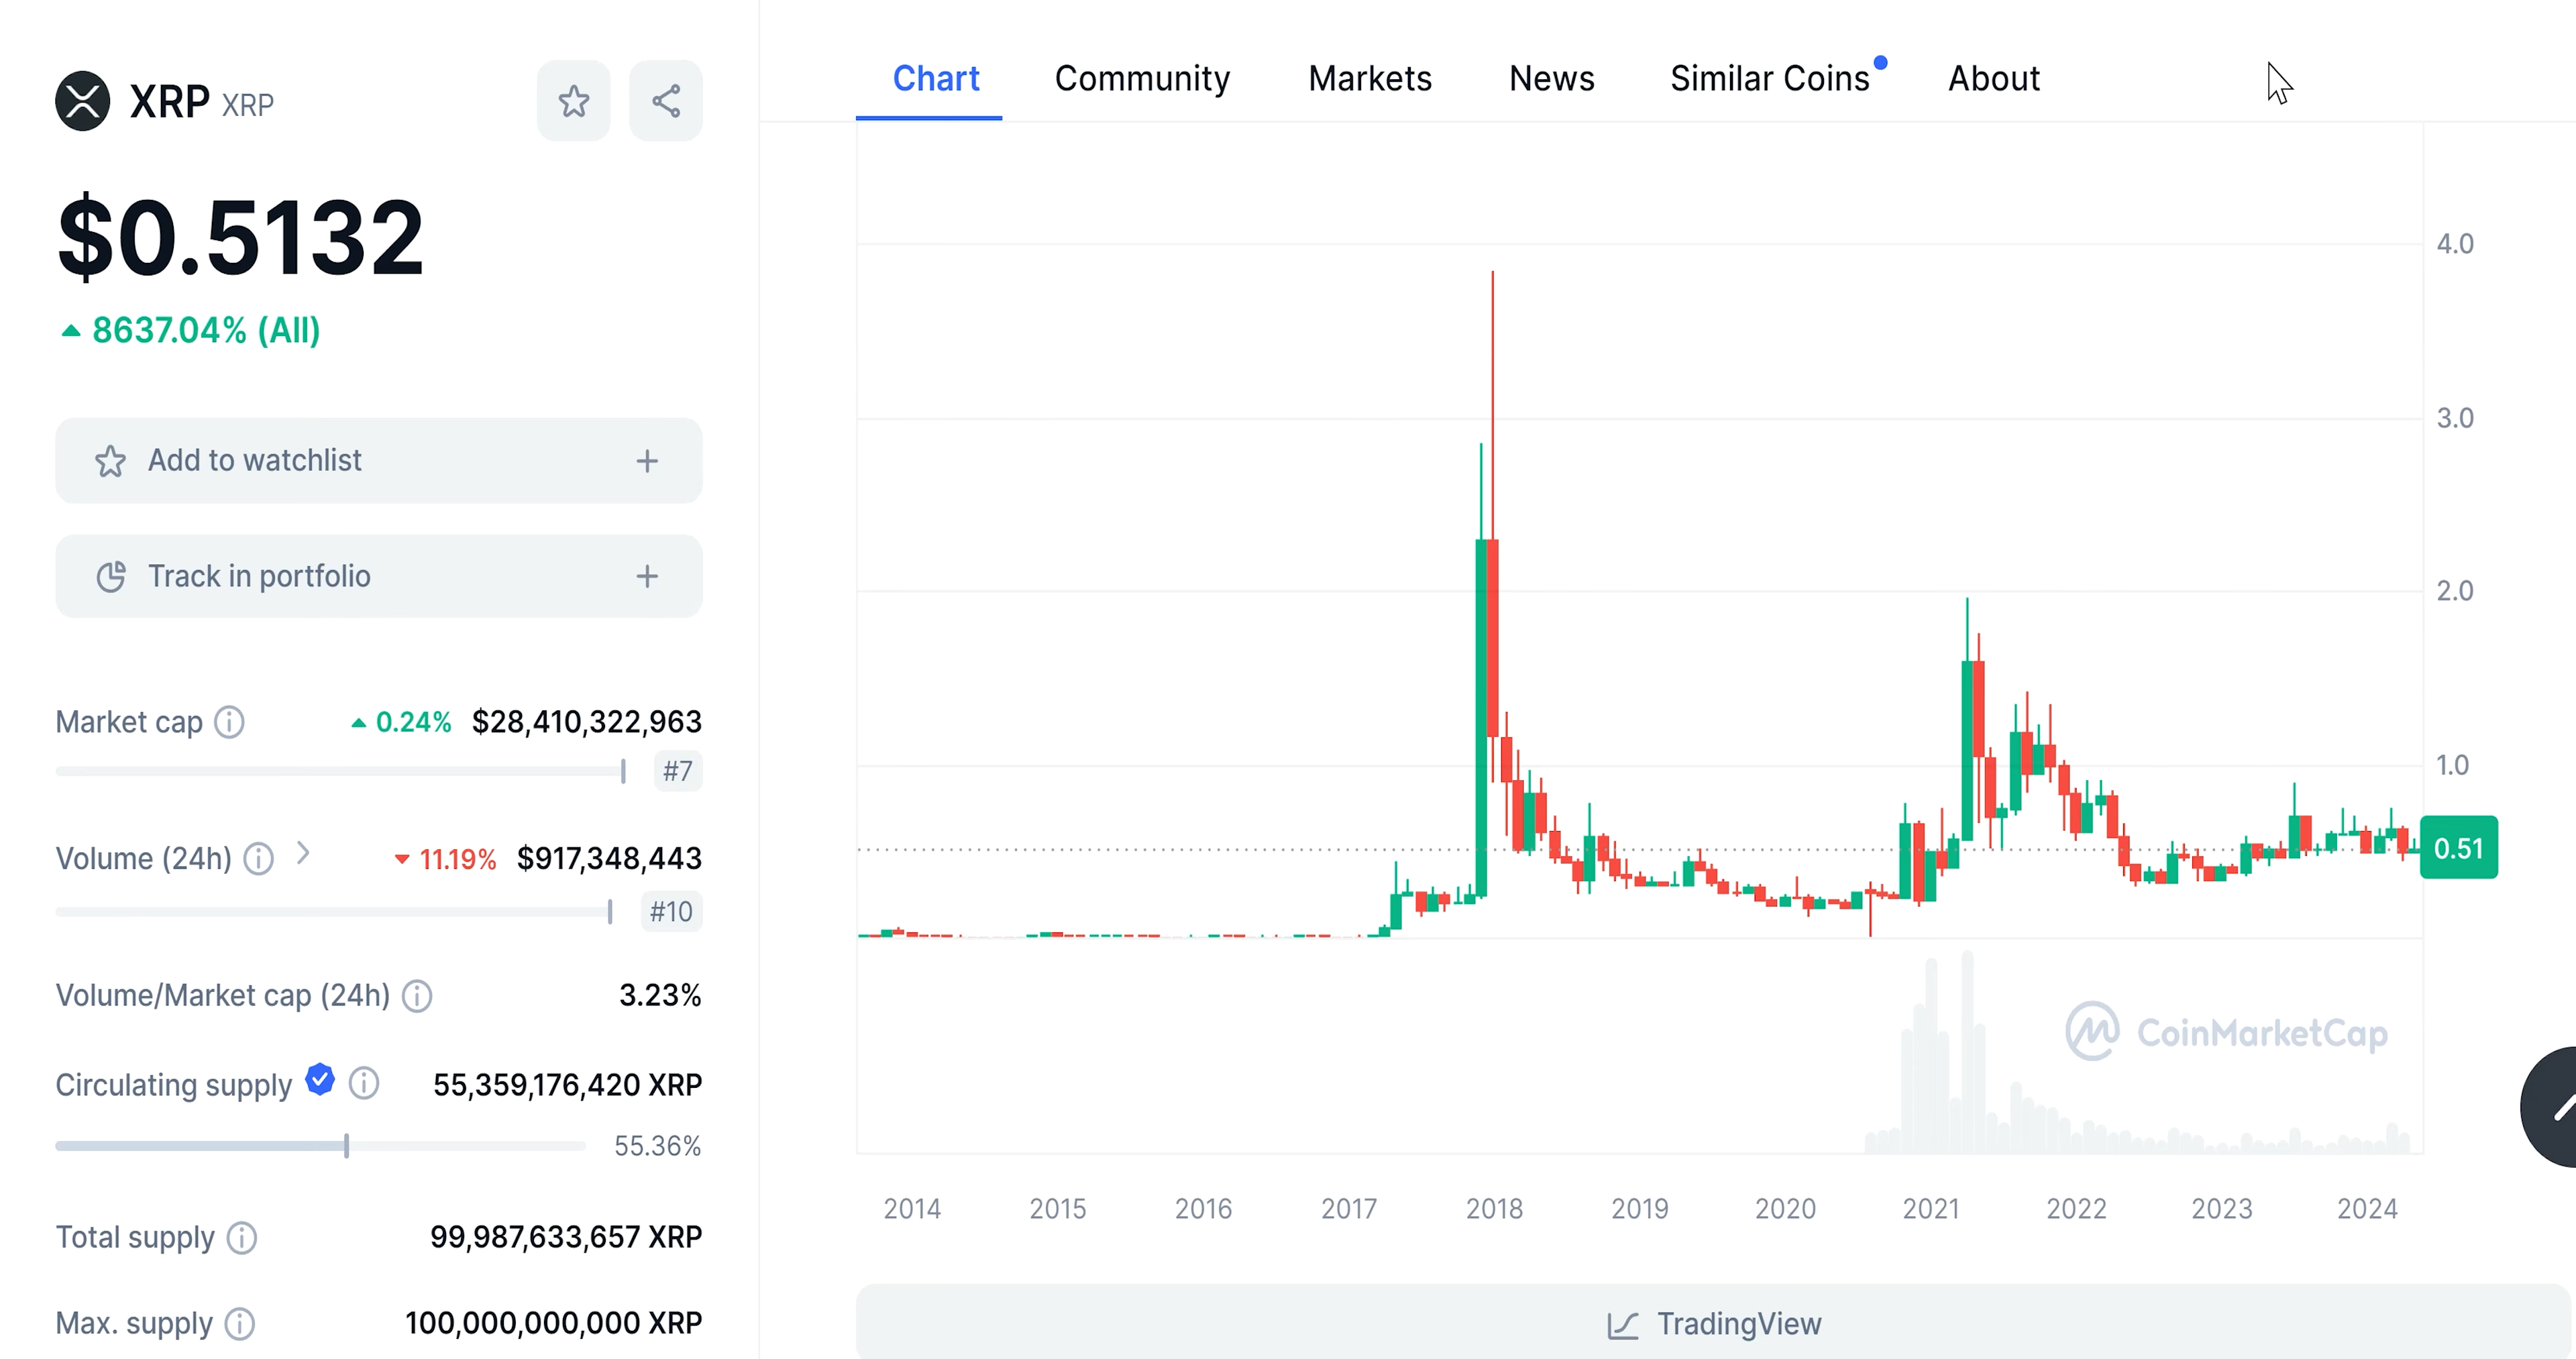 XRP XRP
$0.5132
8637.04% (All)
Add to watchlist
Track in portfolio
Market cap 0.24% $28,410,322,963
#7
Volume (24h) 11.19% $917,348,443
#10
Volume/Market cap (24h) 3.23%
Circulating supply 55,359,176,420 XRP
55.36%
Total supply 99,987,633,657 XRP
Max. supply 100,000,000,000 XRP
Chart Community Markets News Similar Coins About
4.0
3.0
2.0
1.0
0.51
CoinMarketCap
2014 2015 2016 2017 2018 2019 2020 2021 2022 2023 2024
TradingView